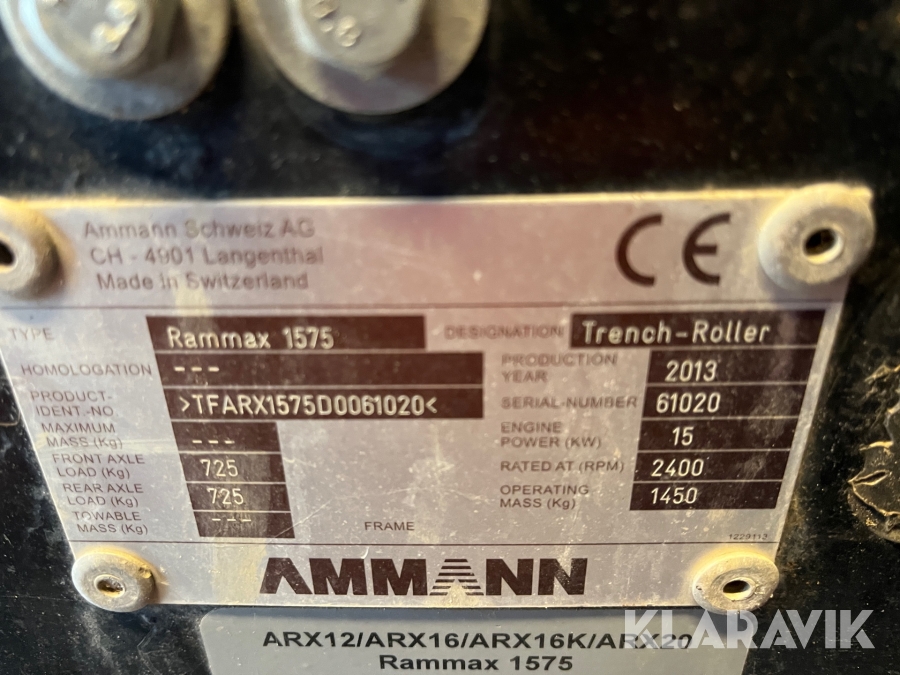 Ammann Schweiz AG
CH - 4901 Langenthal
Made in Switzerland
CE
TYPE Rammax 1575 DESIGNATION Trench-Roller
HOMOLOGATION ---
PRODUCTION YEAR 2013
PRODUCT-IDENT.-NO >TFARX1575D0061020<
SERIAL-NUMBER 61020
MAXIMUM MASS (Kg) ---
ENGINE POWER (KW) 15
FRONT AXLE LOAD (Kg) 725
RATED AT (RPM) 2400
REAR AXLE LOAD (Kg) 725
OPERATING MASS (Kg) 1450
TOWABLE MASS (Kg) ---
FRAME
1229113
AMMANN
ARX12/ARX16/ARX16K/ARX20
Rammax 1575
KLARAVIK